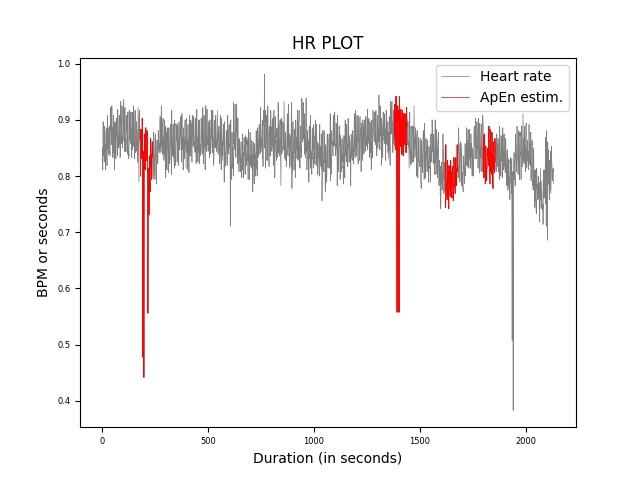 HR PLOT
Heart rate
ApEn estim.
BPM or seconds
1.0
0.9
0.8
0.7
0.6
0.5
0.4
0 500 1000 1500 2000
Duration (in seconds)